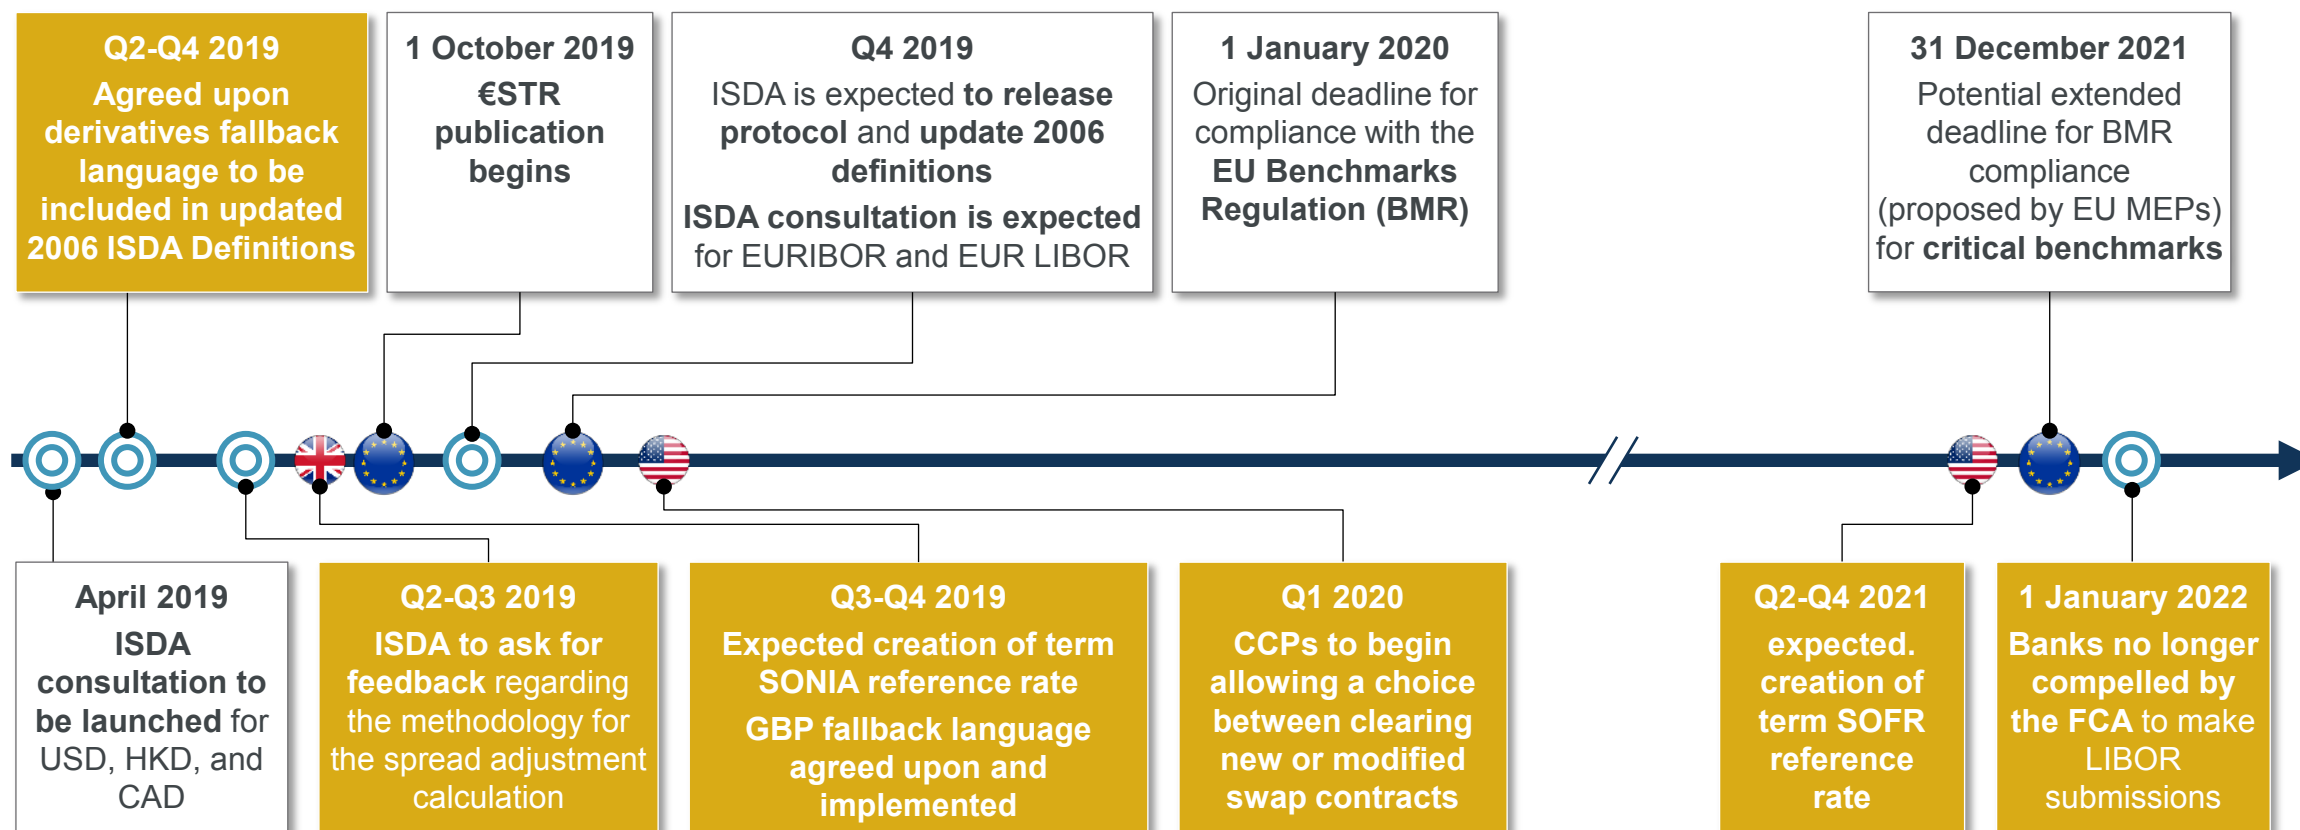 Q2-Q4 2019
Agreed upon
derivatives fallback
language to be
included in updated
2006 ISDA Definitions
1 October 2019
€STR
publication
begins
Q4 2019
ISDA is expected to release
protocol and update 2006
definitions
ISDA consultation is expected
for EURIBOR and EUR LIBOR
1 January 2020
Original deadline for
compliance with the
EU Benchmarks
Regulation (BMR)
31 December 2021
Potential extended
deadline for BMR
compliance
(proposed by EU MEPs)
for critical benchmarks
April 2019
ISDA
consultation to
be launched for
USD, HKD, and
CAD
Q2-Q3 2019
ISDA to ask for
feedback regarding
the methodology for
the spread adjustment
calculation
Q3-Q4 2019
Expected creation of term
SONIA reference rate
GBP fallback language
agreed upon and
implemented
Q1 2020
CCPs to begin
allowing a choice
between clearing
new or modified
swap contracts
Q2-Q4 2021
expected.
creation of
term SOFR
reference
rate
1 January 2022
Banks no longer
compelled by
the FCA to make
LIBOR
submissions